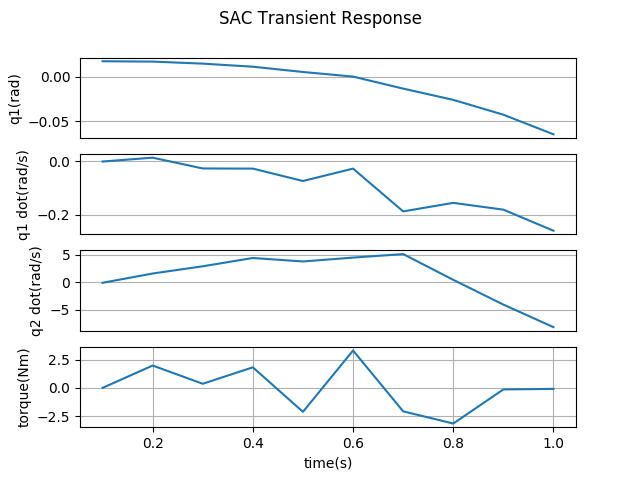 SAC Transient Response
q1(rad)
0.00
−0.05
q1 dot(rad/s)
0.0
−0.2
q2 dot(rad/s)
5
0
−5
torque(Nm)
2.5
0.0
−2.5
0.2 0.4 0.6 0.8 1.0
time(s)